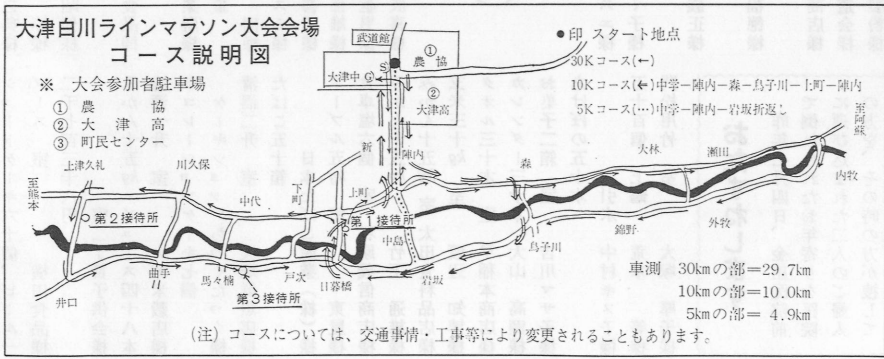 大津白川ラインマラソン大会会場
コース説明図
※ 大会参加者駐車場
① 農協
② 大津高
③ 町民センター
●印 スタート地点
30Kコース(←)
10Kコース(⇐)中学−陣内−森−鳥子川−上町−陣内
5Kコース(…)中学−陣内−岩坂折返し
武道館
① 農協
大津中 G
② 大津高
新
陣内
至阿蘇
内牧
瀬田
大林
森
外牧
錦野
鳥子川
上津久礼
川久保
至熊本
第2接待所
中代
下町
上町
第1接待所
中島
岩坂
日暮橋
戸次
第3接待所
馬々楠
曲手
井口
車測 30kmの部=29.7km
10kmの部=10.0km
5kmの部= 4.9km
(注) コースについては、交通事情・工事等により変更されることもあります。